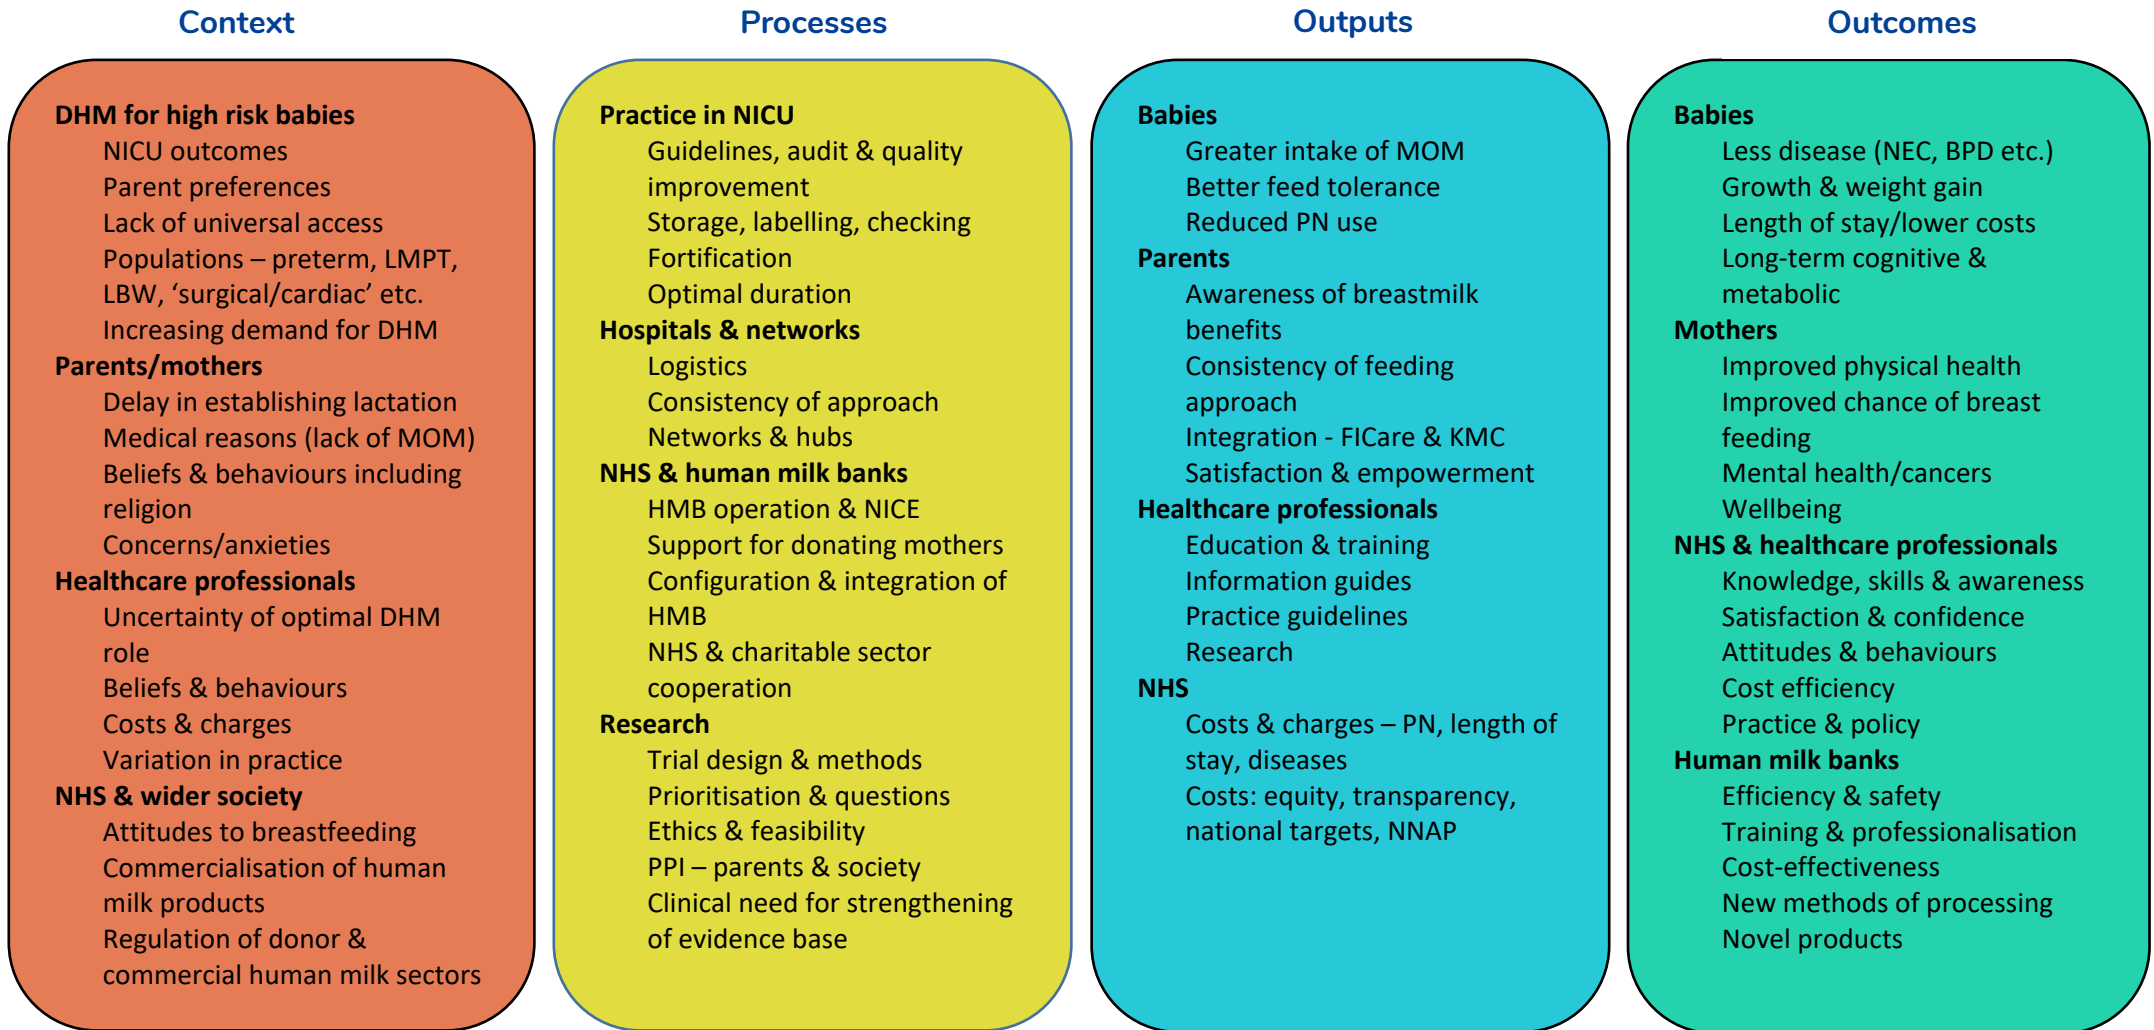 Context
DHM for high risk babies
NICU outcomes
Parent preferences
Lack of universal access
Populations – preterm, LMPT,
LBW, ‘surgical/cardiac’ etc.
Increasing demand for DHM
Parents/mothers
Delay in establishing lactation
Medical reasons (lack of MOM)
Beliefs & behaviours including
religion
Concerns/anxieties
Healthcare professionals
Uncertainty of optimal DHM
role
Beliefs & behaviours
Costs & charges
Variation in practice
NHS & wider society
Attitudes to breastfeeding
Commercialisation of human
milk products
Regulation of donor &
commercial human milk sectors
Processes
Practice in NICU
Guidelines, audit & quality
improvement
Storage, labelling, checking
Fortification
Optimal duration
Hospitals & networks
Logistics
Consistency of approach
Networks & hubs
NHS & human milk banks
HMB operation & NICE
Support for donating mothers
Configuration & integration of
HMB
NHS & charitable sector
cooperation
Research
Trial design & methods
Prioritisation & questions
Ethics & feasibility
PPI – parents & society
Clinical need for strengthening
of evidence base
Outputs
Babies
Greater intake of MOM
Better feed tolerance
Reduced PN use
Parents
Awareness of breastmilk
benefits
Consistency of feeding
approach
Integration - FICare & KMC
Satisfaction & empowerment
Healthcare professionals
Education & training
Information guides
Practice guidelines
Research
NHS
Costs & charges – PN, length of
stay, diseases
Costs: equity, transparency,
national targets, NNAP
Outcomes
Babies
Less disease (NEC, BPD etc.)
Growth & weight gain
Length of stay/lower costs
Long-term cognitive &
metabolic
Mothers
Improved physical health
Improved chance of breast
feeding
Mental health/cancers
Wellbeing
NHS & healthcare professionals
Knowledge, skills & awareness
Satisfaction & confidence
Attitudes & behaviours
Cost efficiency
Practice & policy
Human milk banks
Efficiency & safety
Training & professionalisation
Cost-effectiveness
New methods of processing
Novel products